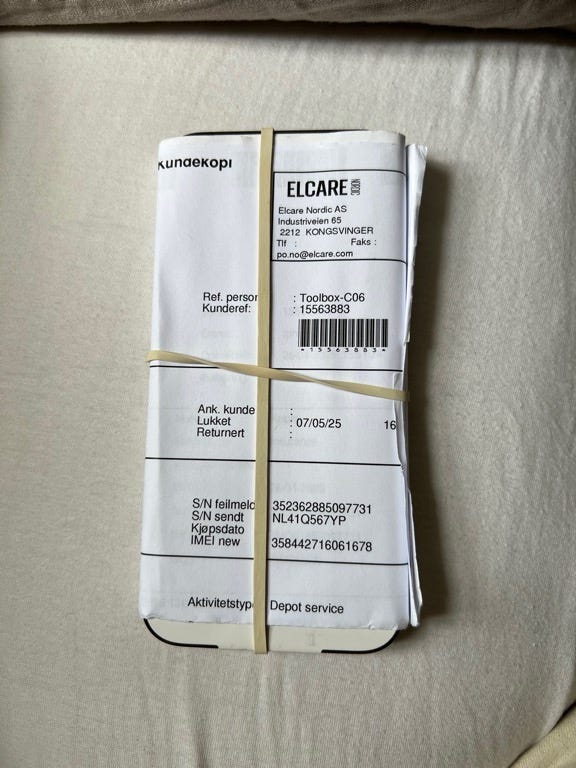 Kundekopi
ELCARE NORDIC
Elcare Nordic AS
Industriveien 65
2212 KONGSVINGER
Tlf : Faks :
po.no@elcare.com
Ref. person : Toolbox-C06
Kunderef: : 15563883
*15563883*
Ank. kunde :
Lukket : 07/05/25 16
Returnert :
S/N feilmeld 352362885097731
S/N sendt NL41Q567YP
Kjøpsdato
IMEI new 358442716061678
Aktivitetstype Depot service